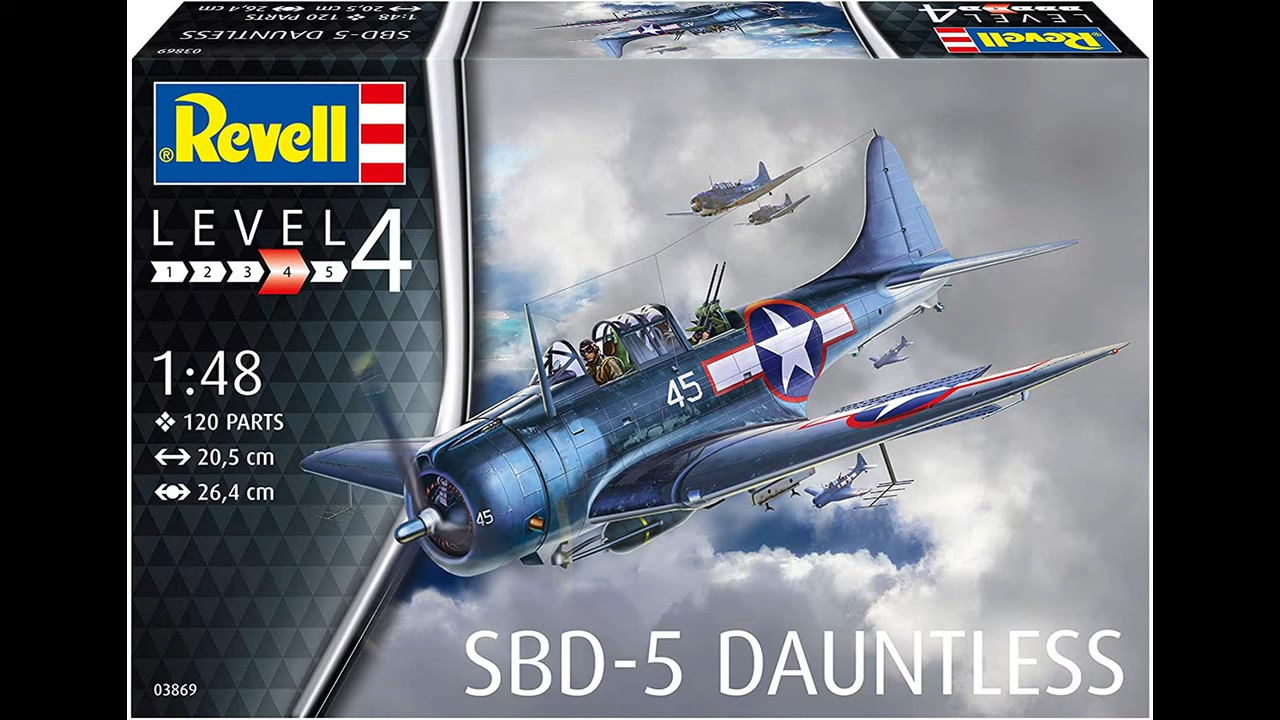 SBD-5 DAUNTLESS
1:48 ❖ 120 PARTS
20,5 cm 26,4 cm
03869
LEVEL 4
Revell®
®Revell
LEVEL 4
1 2 3 4 5
1:48
❖ 120 PARTS
20,5 cm
26,4 cm
45
45
SBD-5 DAUNTLESS
03869